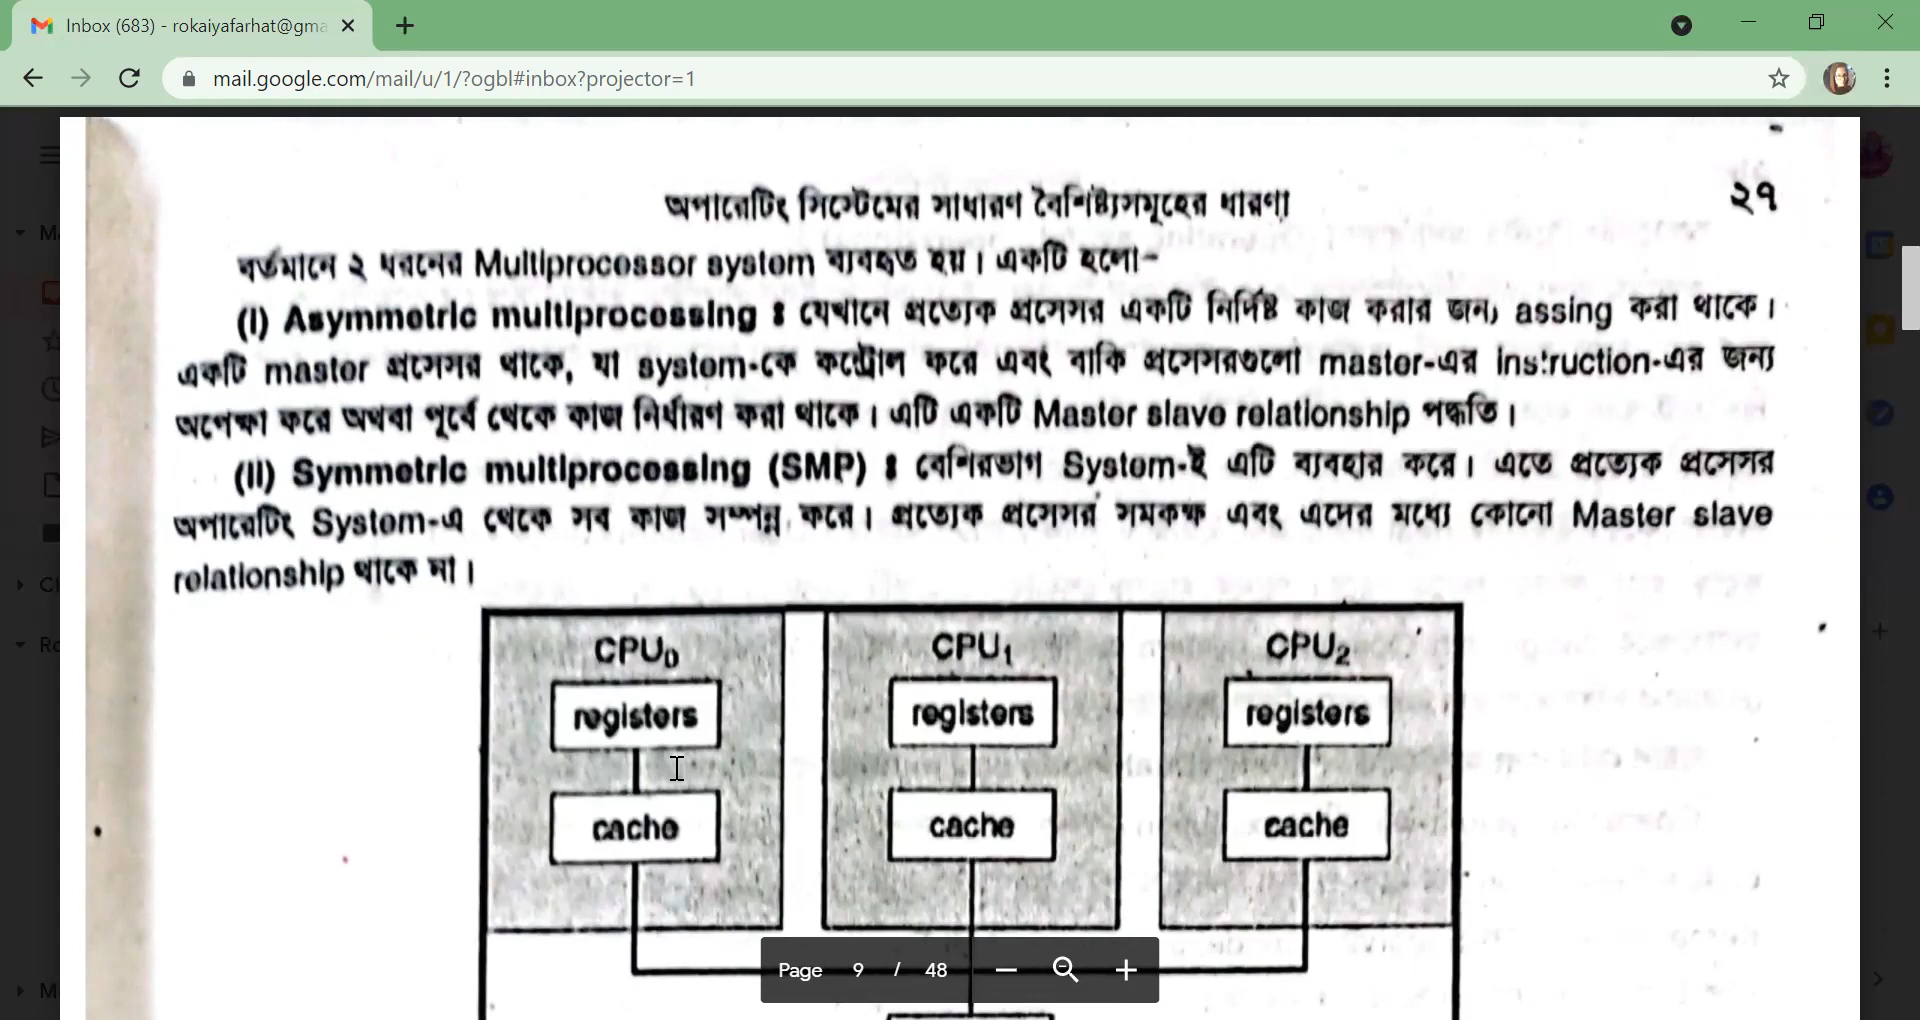 Inbox (683) - rokaiyafarhat@gma
mail.google.com/mail/u/1/?ogbl#inbox?projector=1
অপারেটিং সিস্টেমের সাধারণ বৈশিষ্ট্যসমূহের ধারণা ২৭
বর্তমানে ২ ধরনের Multiprocessor system ব্যবহৃত হয়। একটি হলো-
(i) Asymmetric multiprocessing : যেখানে প্রত্যেক প্রসেসর একটি নির্দিষ্ট কাজ করার জন্য assing করা থাকে।
একটি master প্রসেসর থাকে, যা system-কে কন্ট্রোল করে এবং বাকি প্রসেসরগুলো master-এর instruction-এর জন্য
অপেক্ষা করে অথবা পূর্বে থেকে কাজ নির্ধারণ করা থাকে। এটি একটি Master slave relationship পদ্ধতি।
(ii) Symmetric multiprocessing (SMP) : বেশিরভাগ System-ই এটি ব্যবহার করে। এতে প্রত্যেক প্রসেসর
অপারেটিং System-এ থেকে সব কাজ সম্পন্ন করে। প্রত্যেক প্রসেসর সমকক্ষ এবং এদের মধ্যে কোনো Master slave
relationship থাকে না।
CPU₀ CPU₁ CPU₂
registers registers registers
cache cache cache
Page 9 / 48